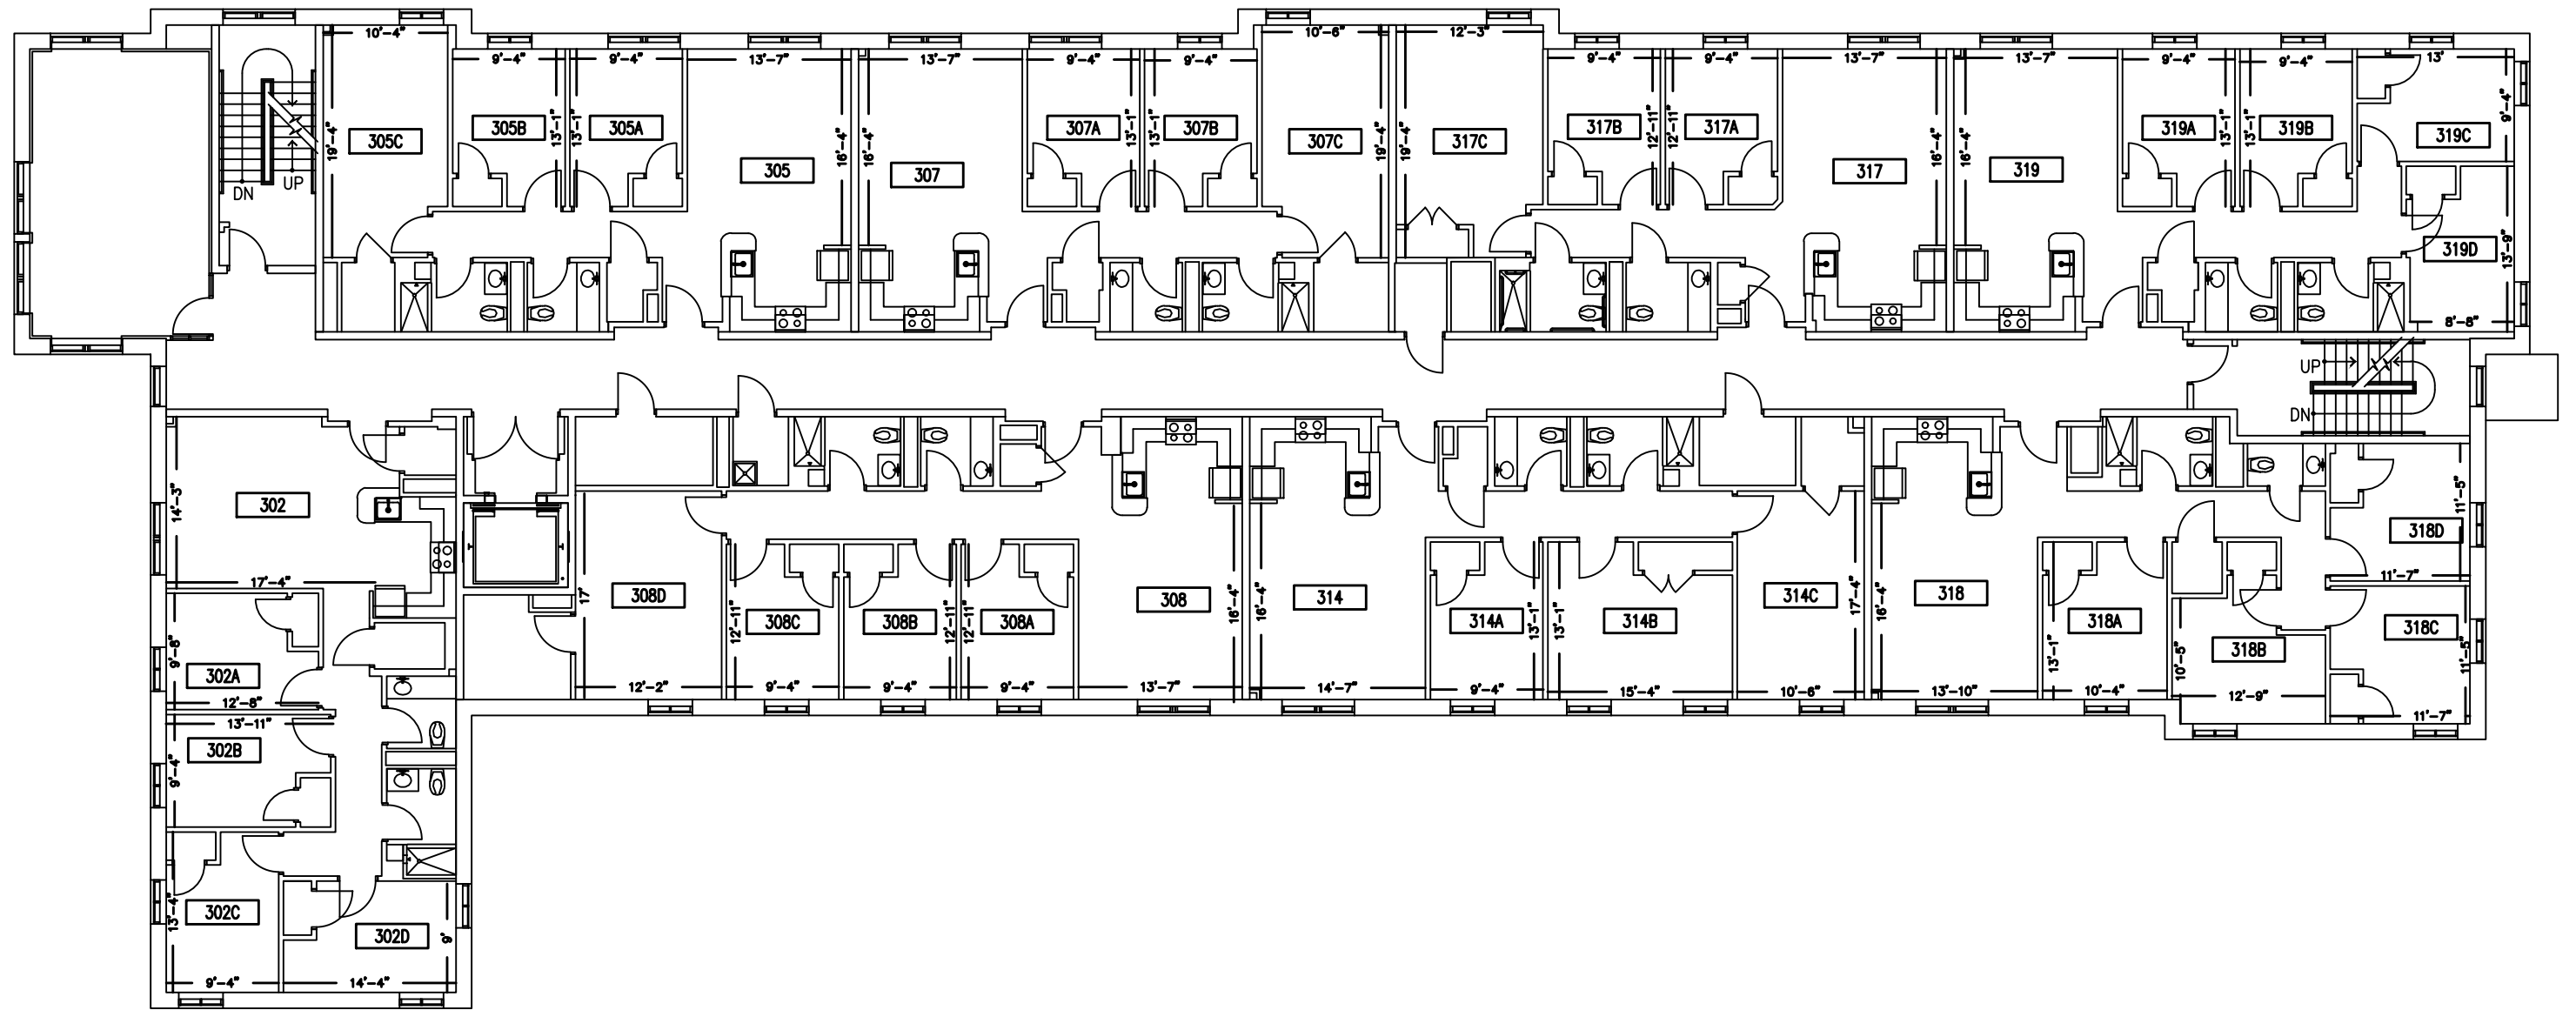 10'-4"
10'-6"
12'-3"
9'-4"
9'-4"
13'-7"
13'-7"
9'-4"
9'-4"
9'-4"
9'-4"
13'-7"
13'-7"
9'-4"
9'-4"
13'
19'-4"
305C
305B
13'-1"
13'-1"
305A
305
16'-4"
16'-4"
307
307A
13'-1"
13'-1"
307B
307C
19'-4"
19'-4"
317C
317B
12'-11"
12'-11"
317A
317
16'-4"
16'-4"
319
319A
13'-1"
13'-1"
319B
319C
9'-4"
319D
13'-9"
8'-8"
DN
UP
UP
DN
302
14'-3"
17'-4"
302A
9'-8"
12'-8"
13'-11"
302B
9'-4"
302C
13'-4"
9'-4"
302D
9'
14'-4"
17'
308D
12'-2"
12'-11"
308C
9'-4"
308B
9'-4"
12'-11"
12'-11"
308A
9'-4"
308
13'-7"
16'-4"
16'-4"
314
14'-7"
314A
9'-4"
13'-1"
13'-1"
314B
15'-4"
314C
10'-6"
17'-4"
16'-4"
318
13'-10"
13'-1"
318A
10'-4"
10'-5"
318B
12'-9"
318D
11'-5"
11'-7"
318C
11'-5"
11'-7"